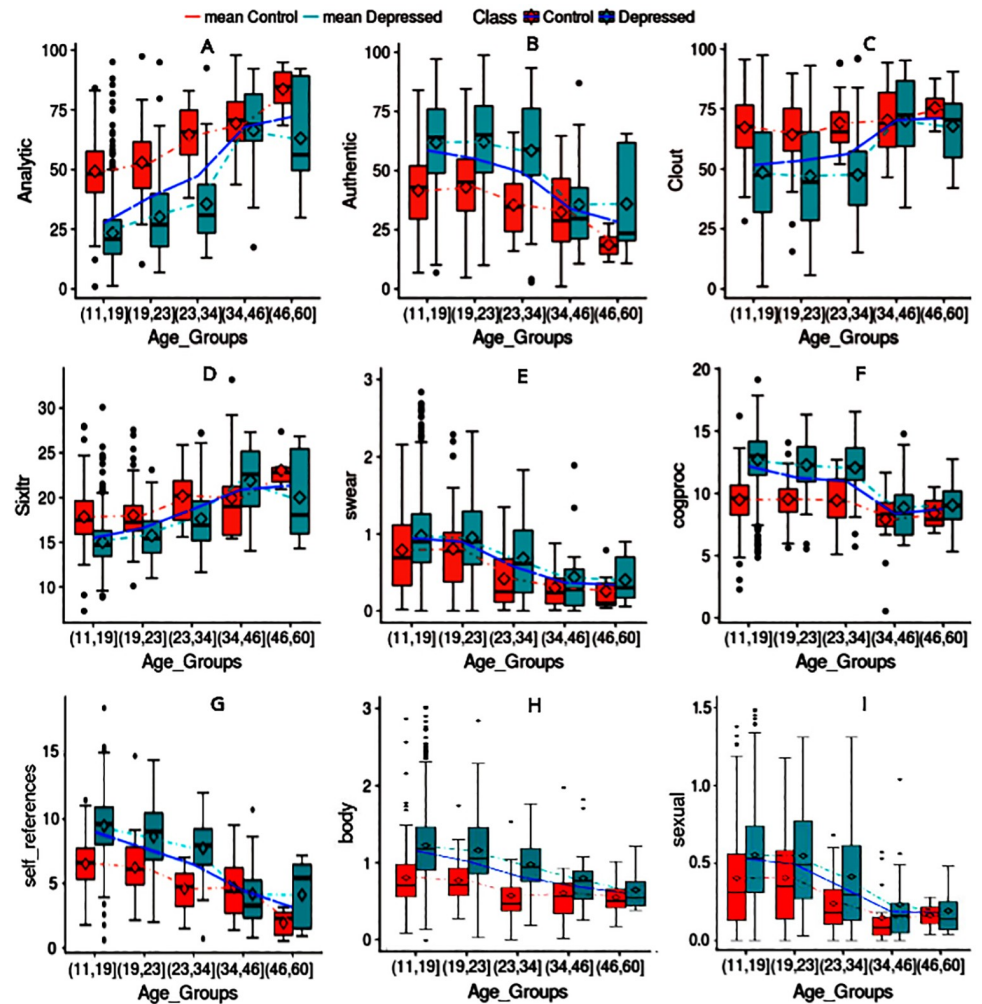 mean Control mean Depressed Class Control Depressed
A
100
75
50
25
0
Analytic
(11,19](19,23](23,34](34,46](46,60]
Age_Groups
B
100
75
50
25
0
Authentic
(11,19](19,23](23,34](34,46](46,60]
Age_Groups
C
100
75
50
25
0
Clout
(11,19](19,23](23,34](34,46](46,60]
Age_Groups
D
30
25
20
15
10
Sixltr
(11,19](19,23](23,34](34,46](46,60]
Age_Groups
E
3
2
1
0
swear
(11,19](19,23](23,34](34,46](46,60]
Age_Groups
F
20
15
10
5
0
cogproc
(11,19](19,23](23,34](34,46](46,60]
Age_Groups
G
15
10
5
0
self_references
(11,19](19,23](23,34](34,46](46,60]
Age_Groups
H
3
2
1
0
body
(11,19](19,23](23,34](34,46](46,60]
Age_Groups
I
1.5
1.0
0.5
0.0
sexual
(11,19](19,23](23,34](34,46](46,60]
Age_Groups